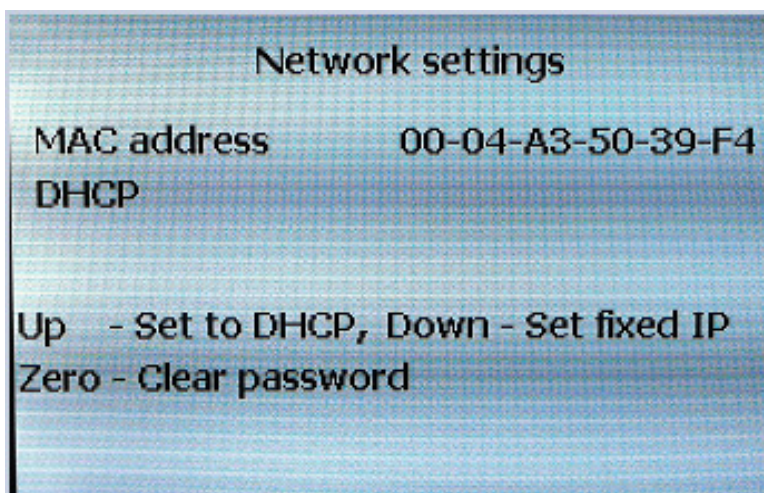 Network settings
MAC address 00-04-A3-50-39-F4
DHCP
Up - Set to DHCP, Down - Set fixed IP
Zero - Clear password